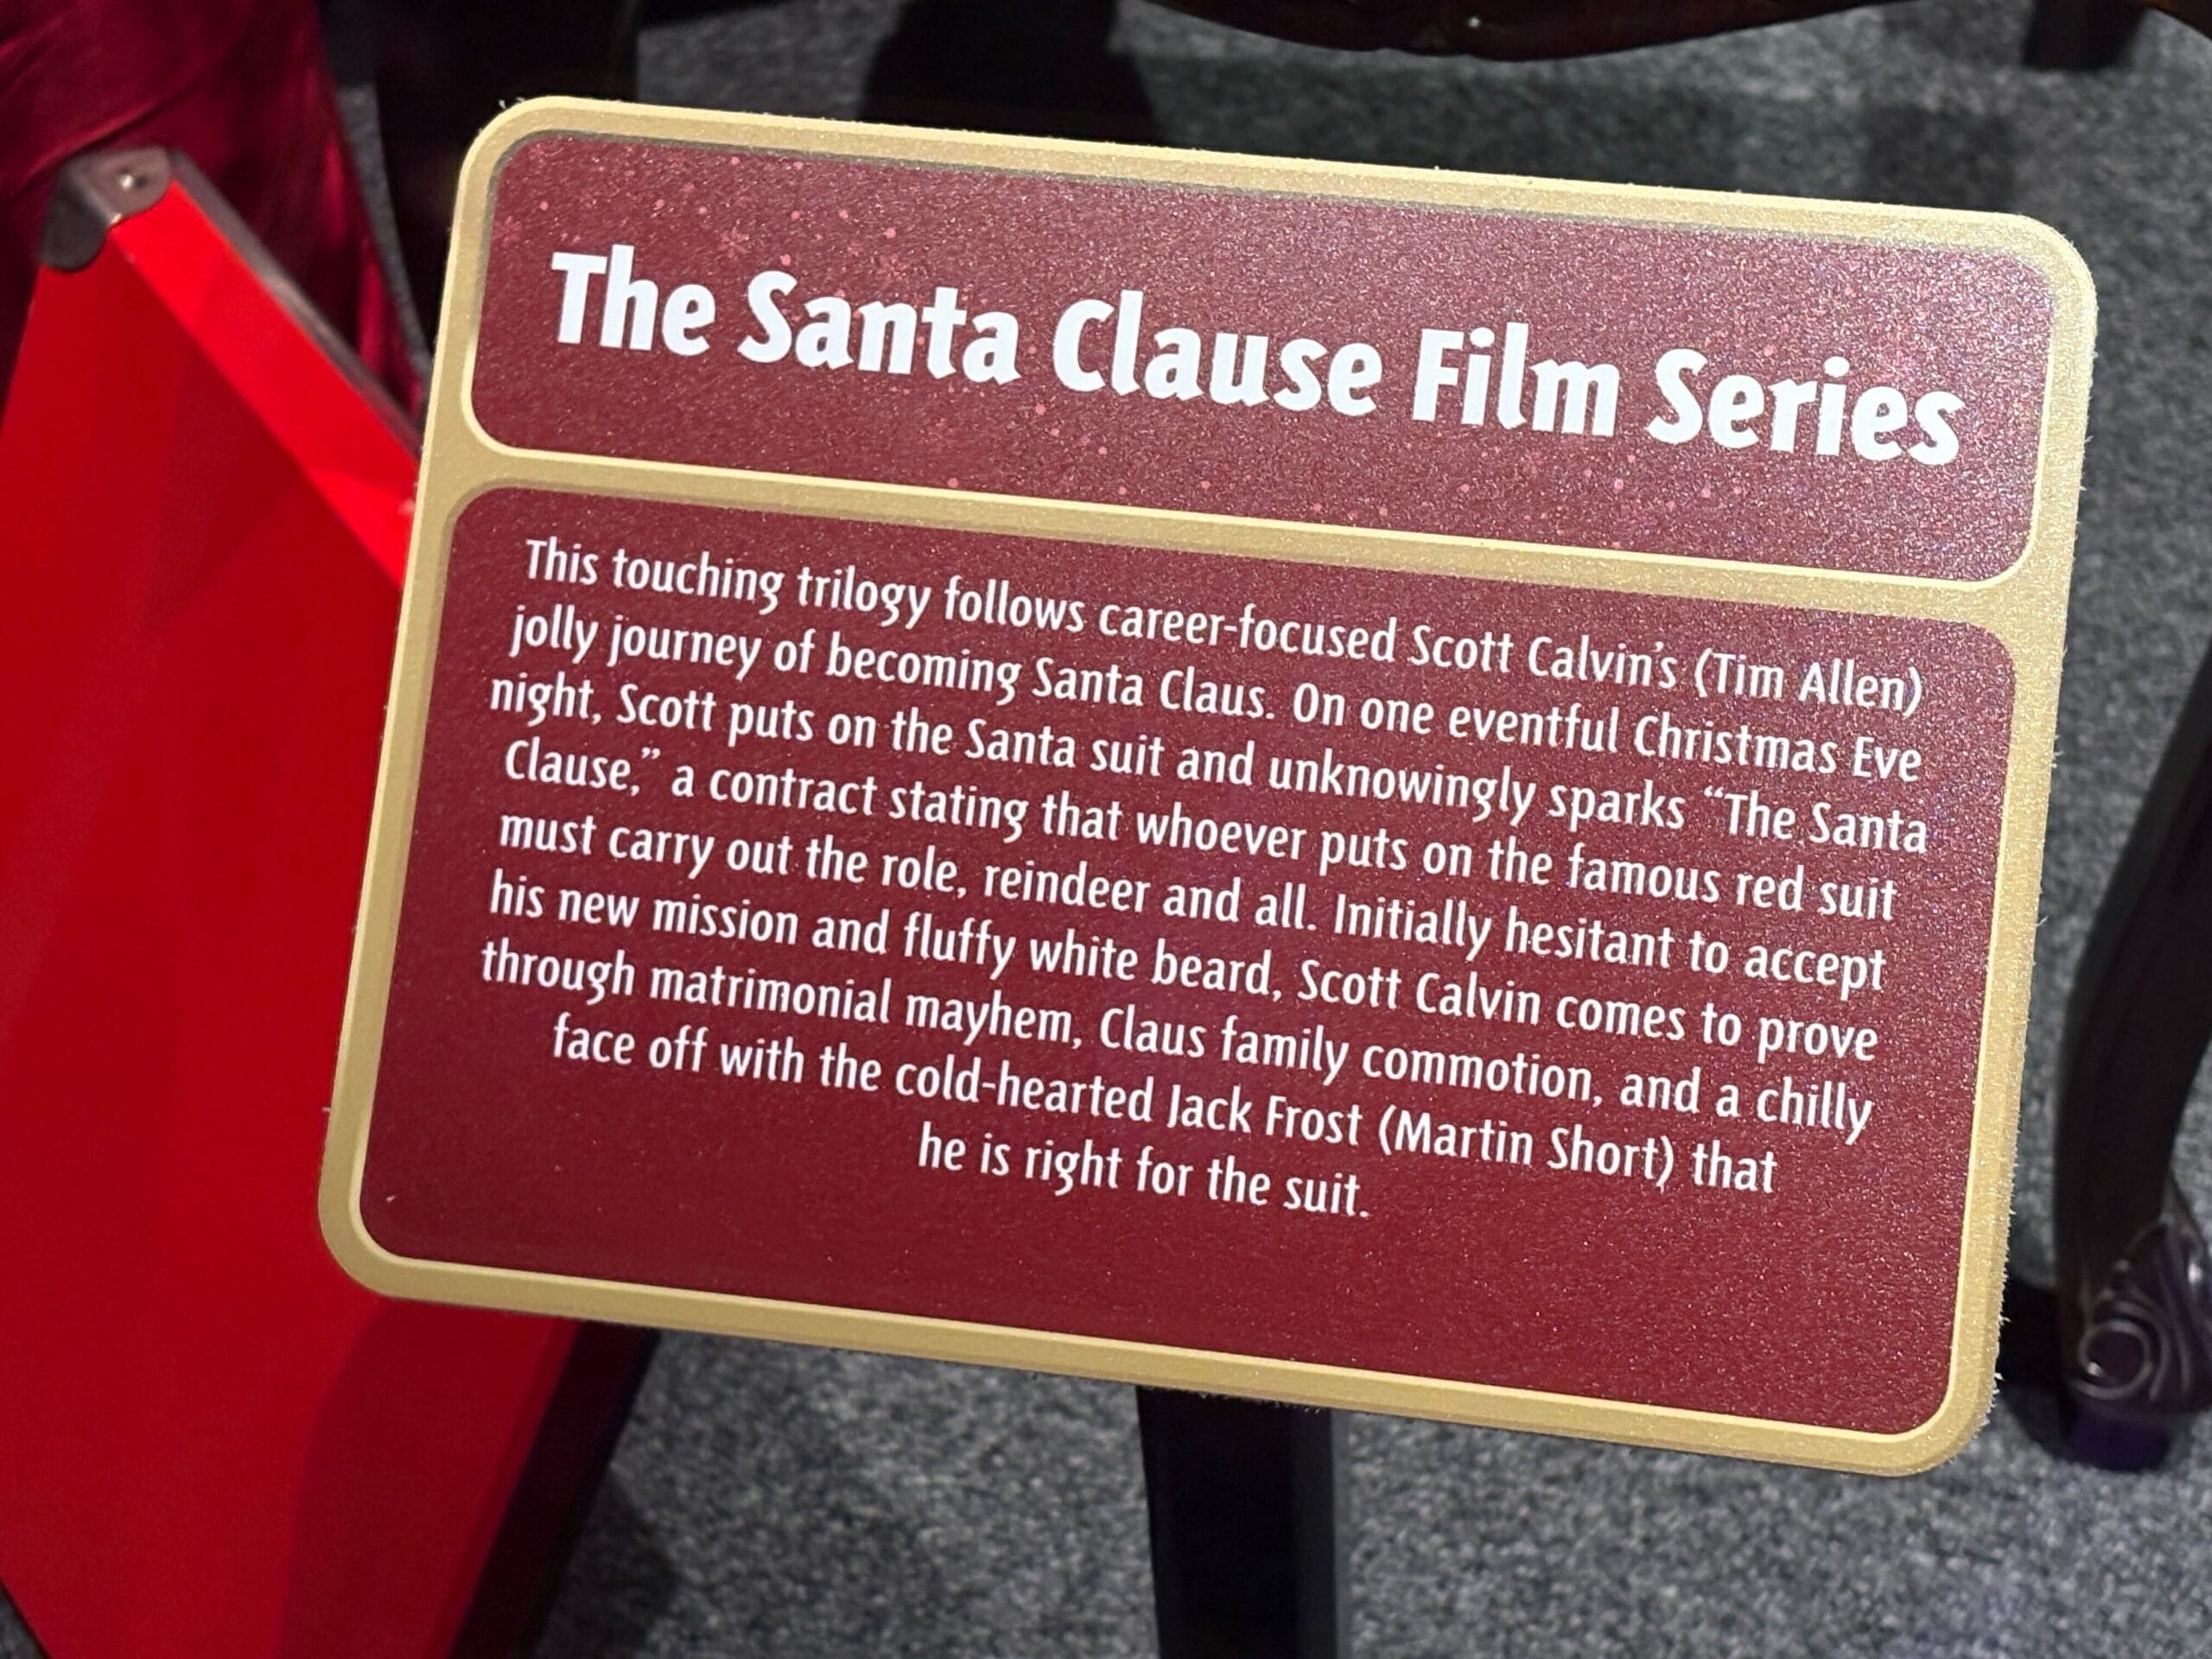 The Santa Clause Film Series
This touching trilogy follows career-focused Scott Calvin's (Tim Allen)
jolly journey of becoming Santa Claus. On one eventful Christmas Eve
night, Scott puts on the Santa suit and unknowingly sparks “The Santa
Clause,” a contract stating that whoever puts on the famous red suit
must carry out the role, reindeer and all. Initially hesitant to accept
his new mission and fluffy white beard, Scott Calvin comes to prove
through matrimonial mayhem, Claus family commotion, and a chilly
face off with the cold-hearted Jack Frost (Martin Short) that
he is right for the suit.